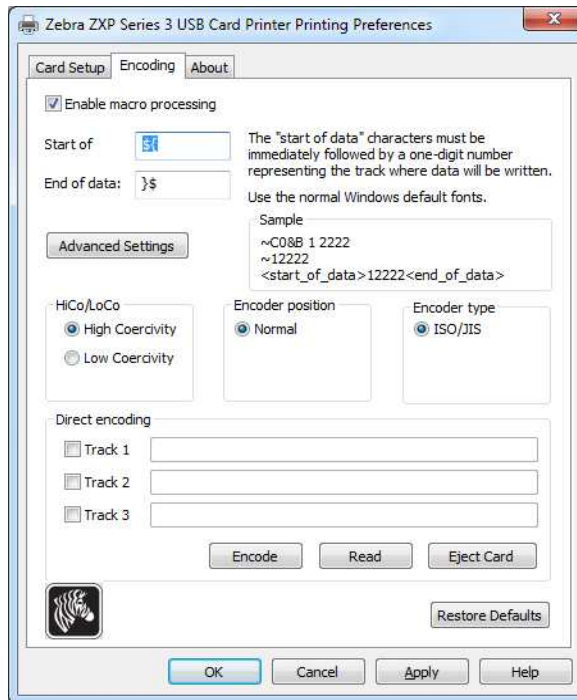 Zebra ZXP Series 3 USB Card Printer Printing Preferences
Card Setup
Encoding
About
Enable macro processing
Start of
${
The "start of data" characters must be
immediately followed by a one-digit number
representing the track where data will be written.
End of data:
}$
Use the normal Windows default fonts.
Advanced Settings
Sample
~C0&B 1 2222
~12222
<start_of_data>12222<end_of_data>
HiCo/LoCo
High Coercivity
Low Coercivity
Encoder position
Normal
Encoder type
ISO/JIS
Direct encoding
Track 1
Track 2
Track 3
Encode
Read
Eject Card
Restore Defaults
OK
Cancel
Apply
Help